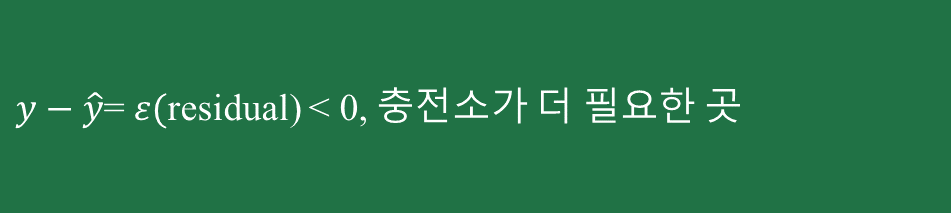 y − ŷ= ε(residual) < 0, 충전소가 더 필요한 곳